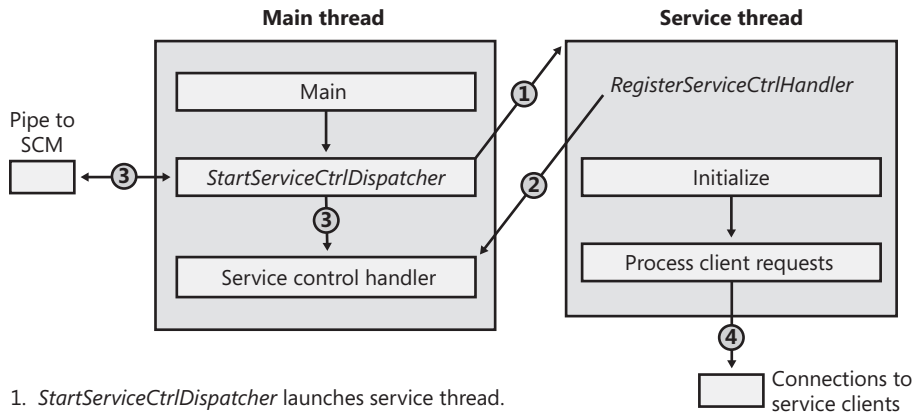 Main thread
Service thread
Main
1
RegisterServiceCtrlHandler
Pipe to
SCM
3
StartServiceCtrlDispatcher
2
Initialize
3
Service control handler
Process client requests
4
Connections to
service clients
1. StartServiceCtrlDispatcher launches service thread.